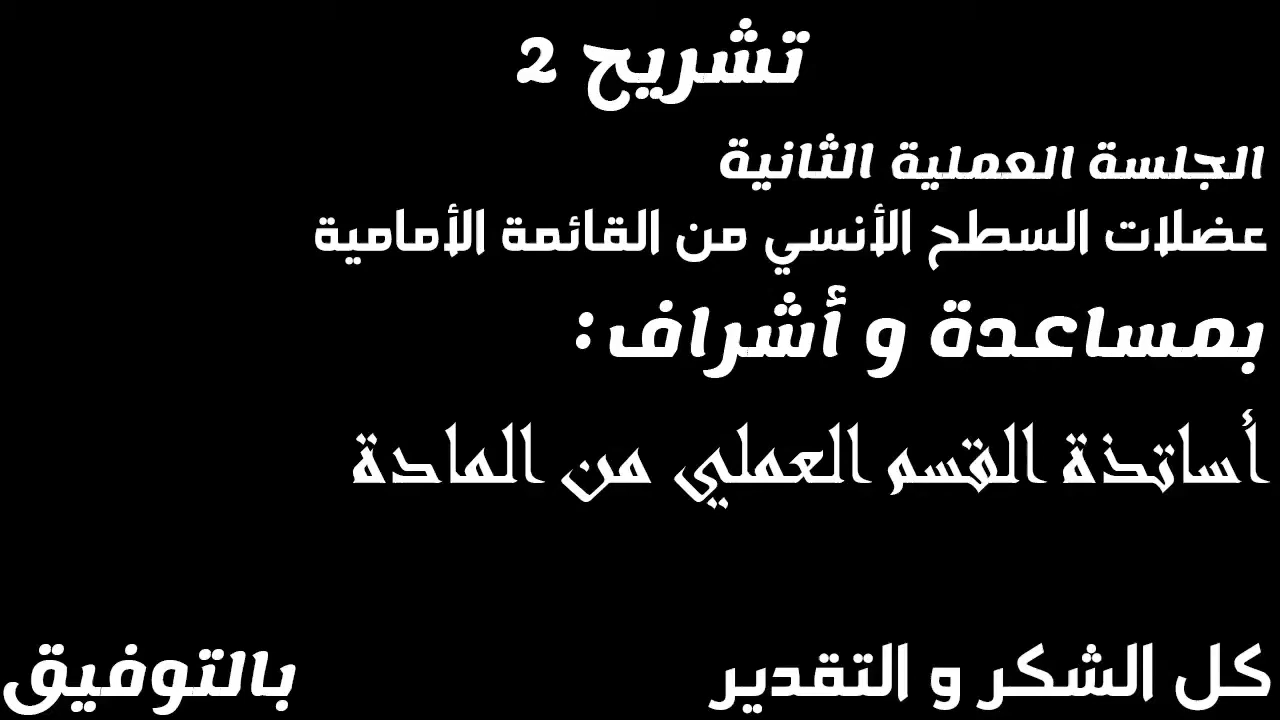 تشريح 2
الجلسة العملية الثانية
عضلات السطح الأنسي من القائمة الأمامية
بمساعدة و أشراف:
أساتذة القسم العملي من المادة
كل الشكر و التقدير
بالتوفيق